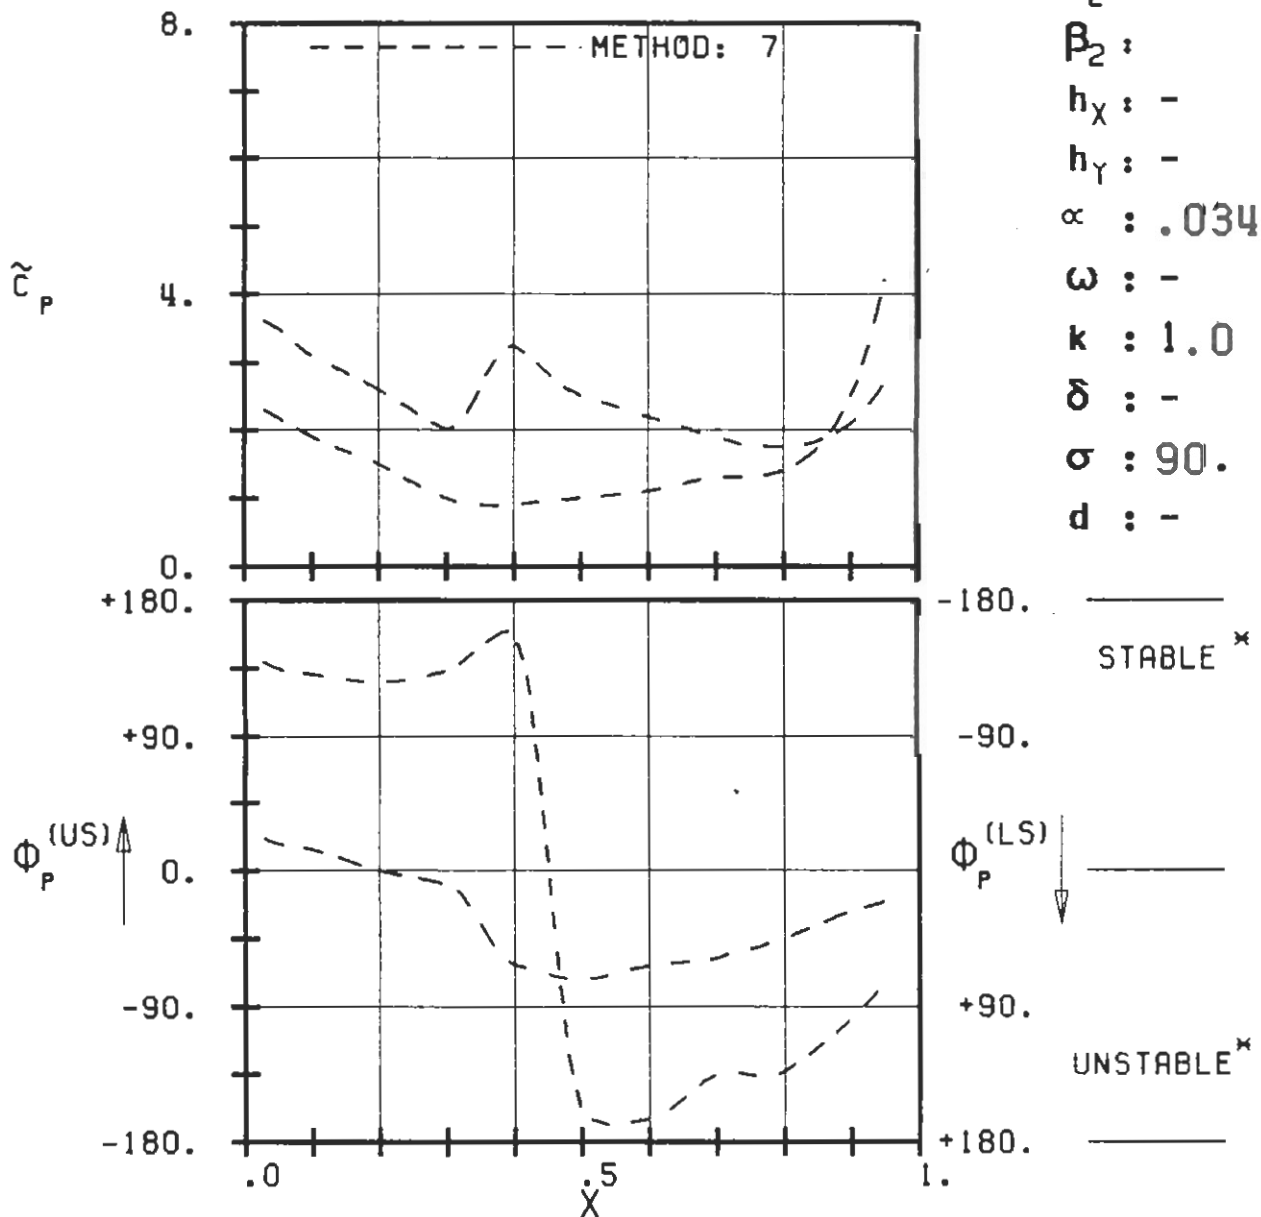 8.
METHOD: 7
4.
0.
C̃P
+180.
+90.
0.
-90.
-180.
ΦP(US)
-180.
-90.
ΦP(LS)
+90.
+180.
.0
.5
1.
X
2
β2 :
hX : -
hY : -
α : .034
ω : -
k : 1.0
δ : -
σ : 90.
d : -
STABLE*
UNSTABLE*